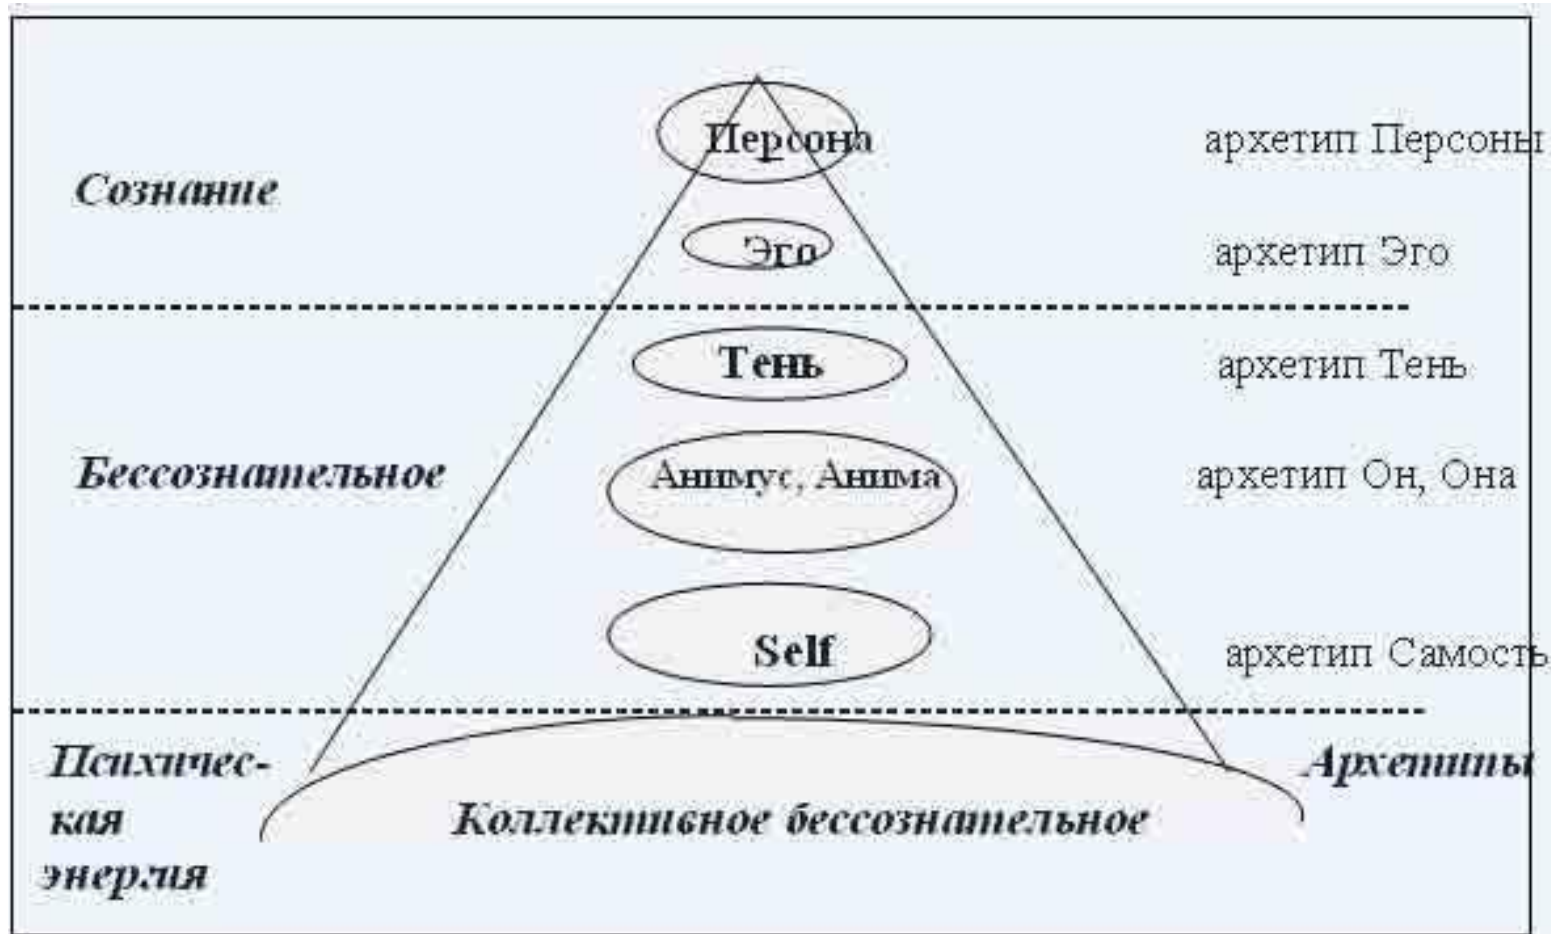 Персона
архетип Персоны
Сознание
Эго
архетип Эго
Тень
архетип Тень
Бессознательное
Анимус, Анима
архетип Он, Она
Self
архетип Самость
Психичес-
кая
энергия
Архетипы
Коллективное бессознательное